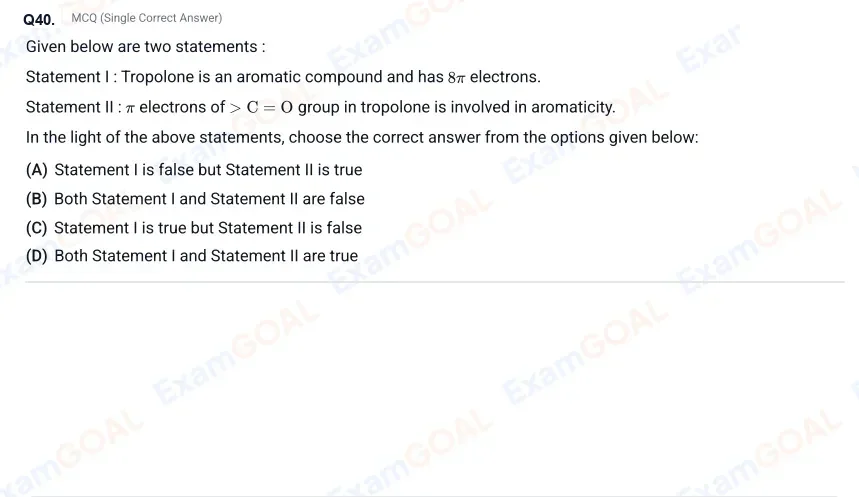 Q40. MCQ (Single Correct Answer)
Given below are two statements :
Statement I : Tropolone is an aromatic compound and has 8π electrons.
Statement II : π electrons of > C = O group in tropolone is involved in aromaticity.
In the light of the above statements, choose the correct answer from the options given below:
(A) Statement I is false but Statement II is true
(B) Both Statement I and Statement II are false
(C) Statement I is true but Statement II is false
(D) Both Statement I and Statement II are true
ExamGOAL